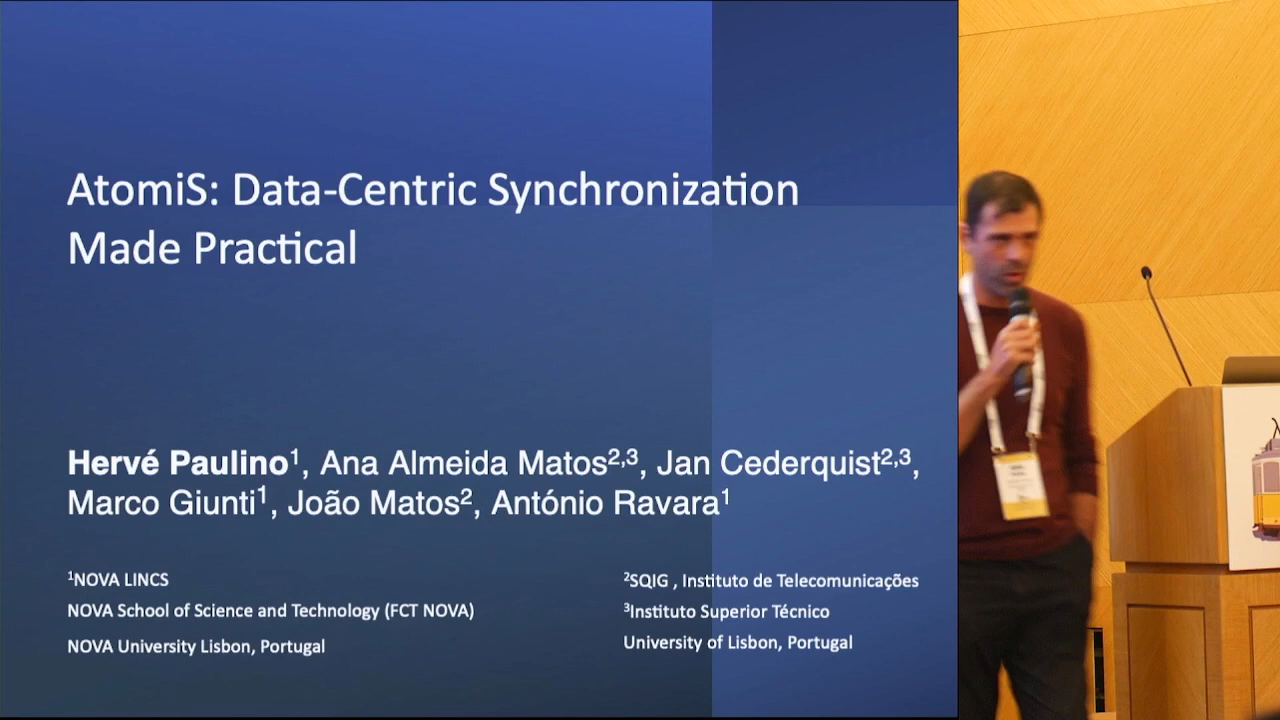 AtomiS: Data-Centric Synchronization
Made Practical
Hervé Paulino¹, Ana Almeida Matos²,³, Jan Cederquist²,³,
Marco Giunti¹, João Matos², António Ravara¹
¹NOVA LINCS
NOVA School of Science and Technology (FCT NOVA)
NOVA University Lisbon, Portugal
²SQIG , Instituto de Telecomunicações
³Instituto Superior Técnico
University of Lisbon, Portugal